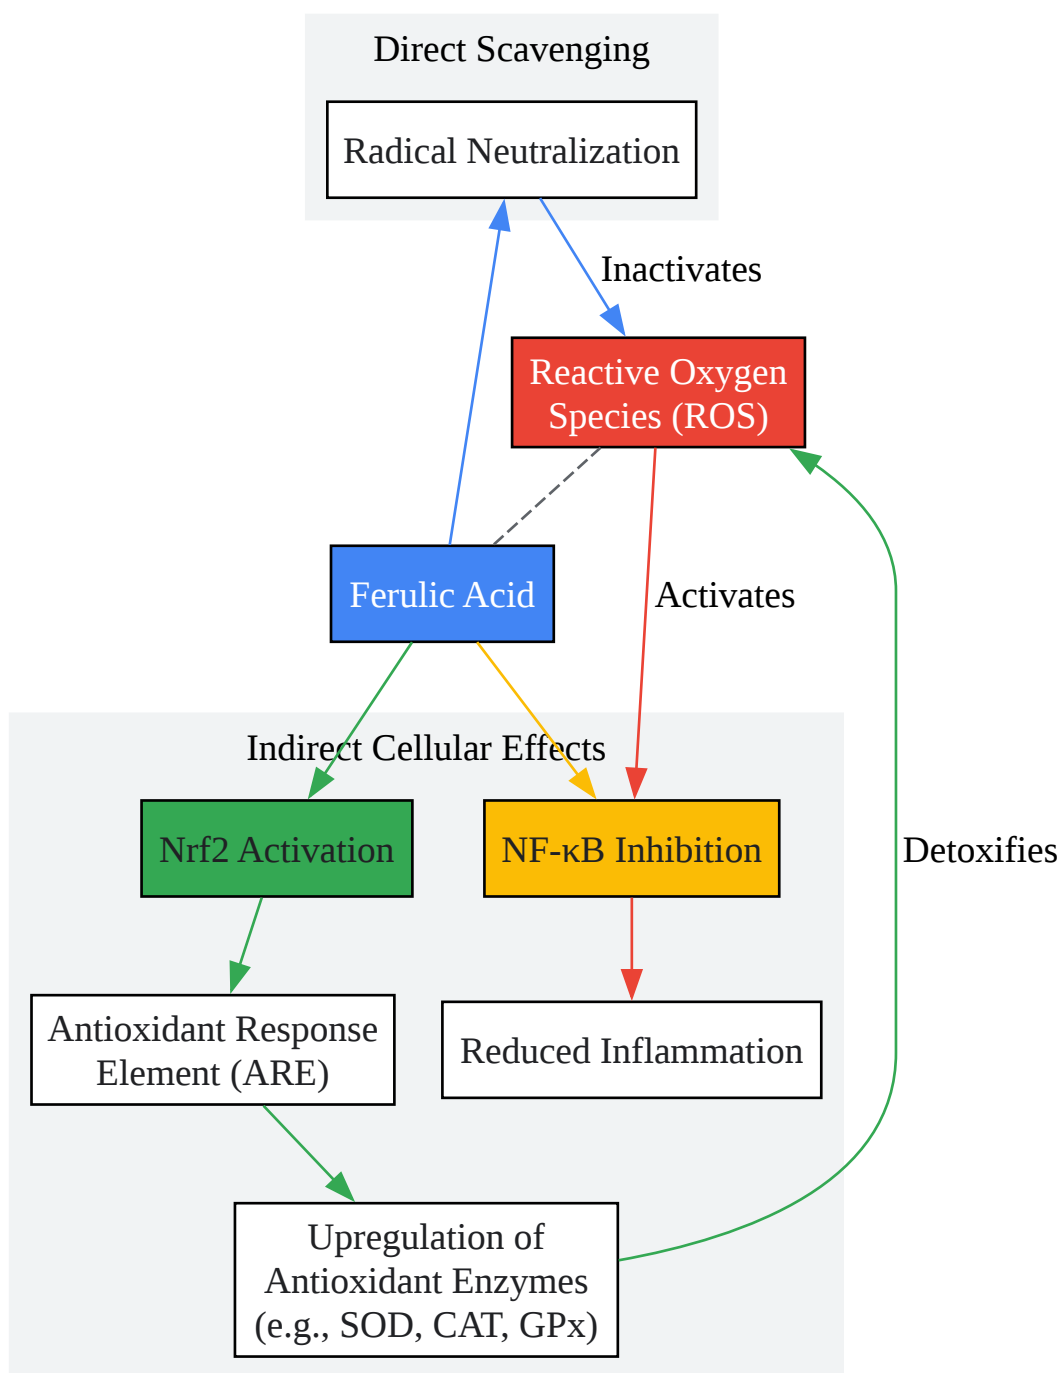 Direct Scavenging
Radical Neutralization
Inactivates
Reactive Oxygen
Species (ROS)
Ferulic Acid
Activates
Indirect Cellular Effects
Nrf2 Activation
NF-κB Inhibition
Detoxifies
Antioxidant Response
Element (ARE)
Reduced Inflammation
Upregulation of
Antioxidant Enzymes
(e.g., SOD, CAT, GPx)